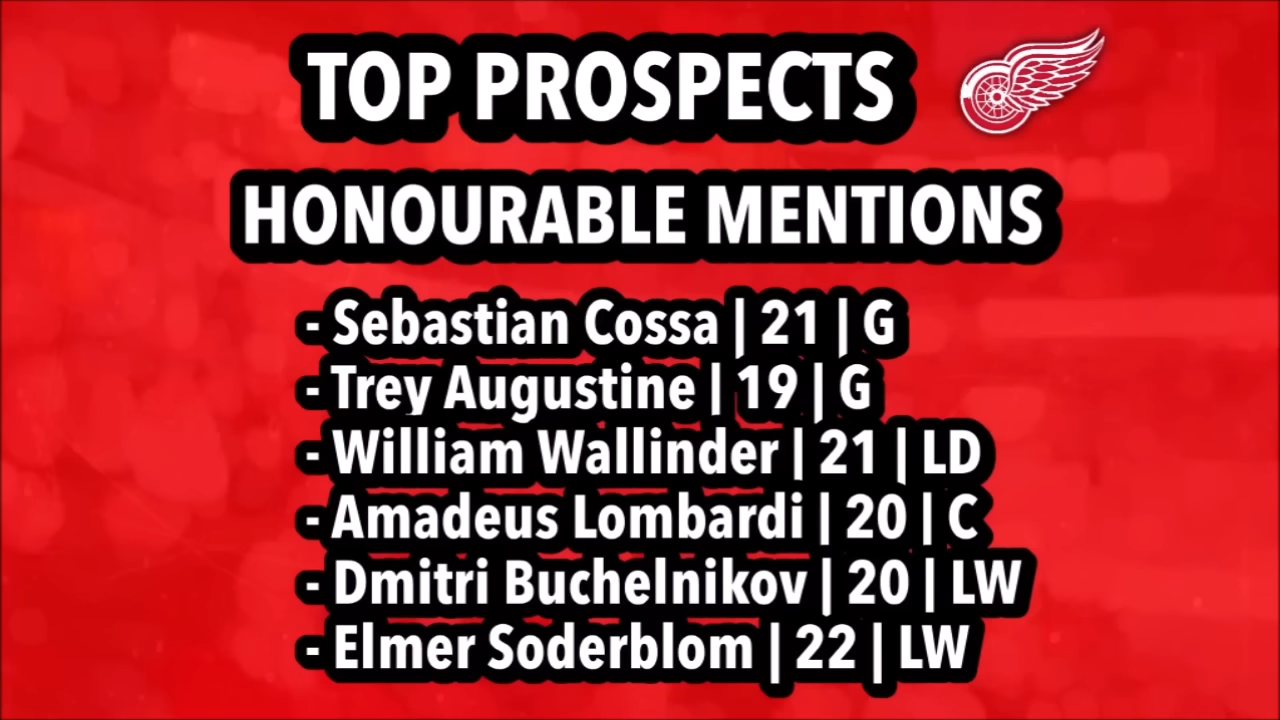 TOP PROSPECTS
HONOURABLE MENTIONS
- Sebastian Cossa | 21 | G
- Trey Augustine | 19 | G
- William Wallinder | 21 | LD
- Amadeus Lombardi | 20 | C
- Dmitri Buchelnikov | 20 | LW
- Elmer Soderblom | 22 | LW